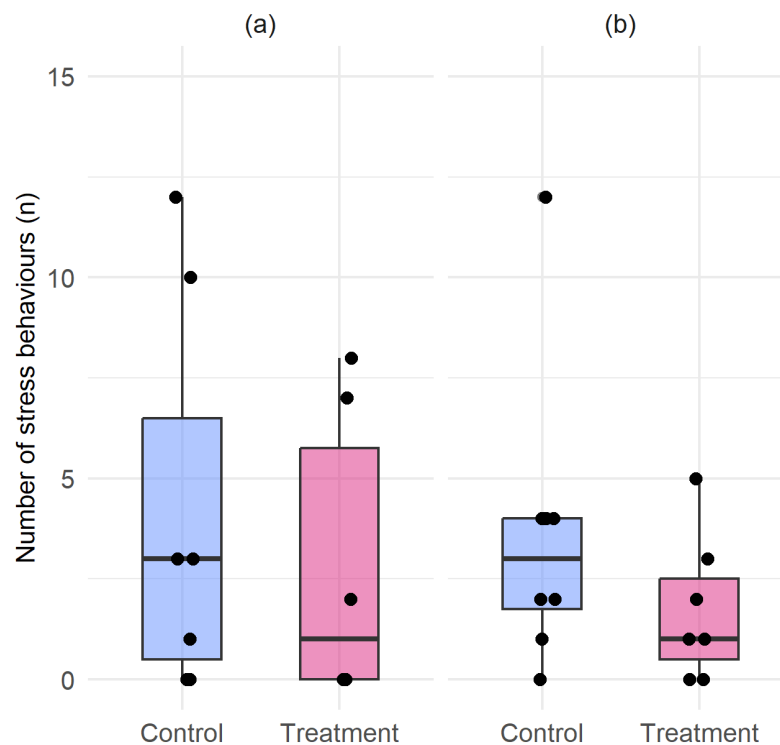 (a) (b)
Number of stress behaviours (n)
15
10
5
0
Control Treatment Control Treatment